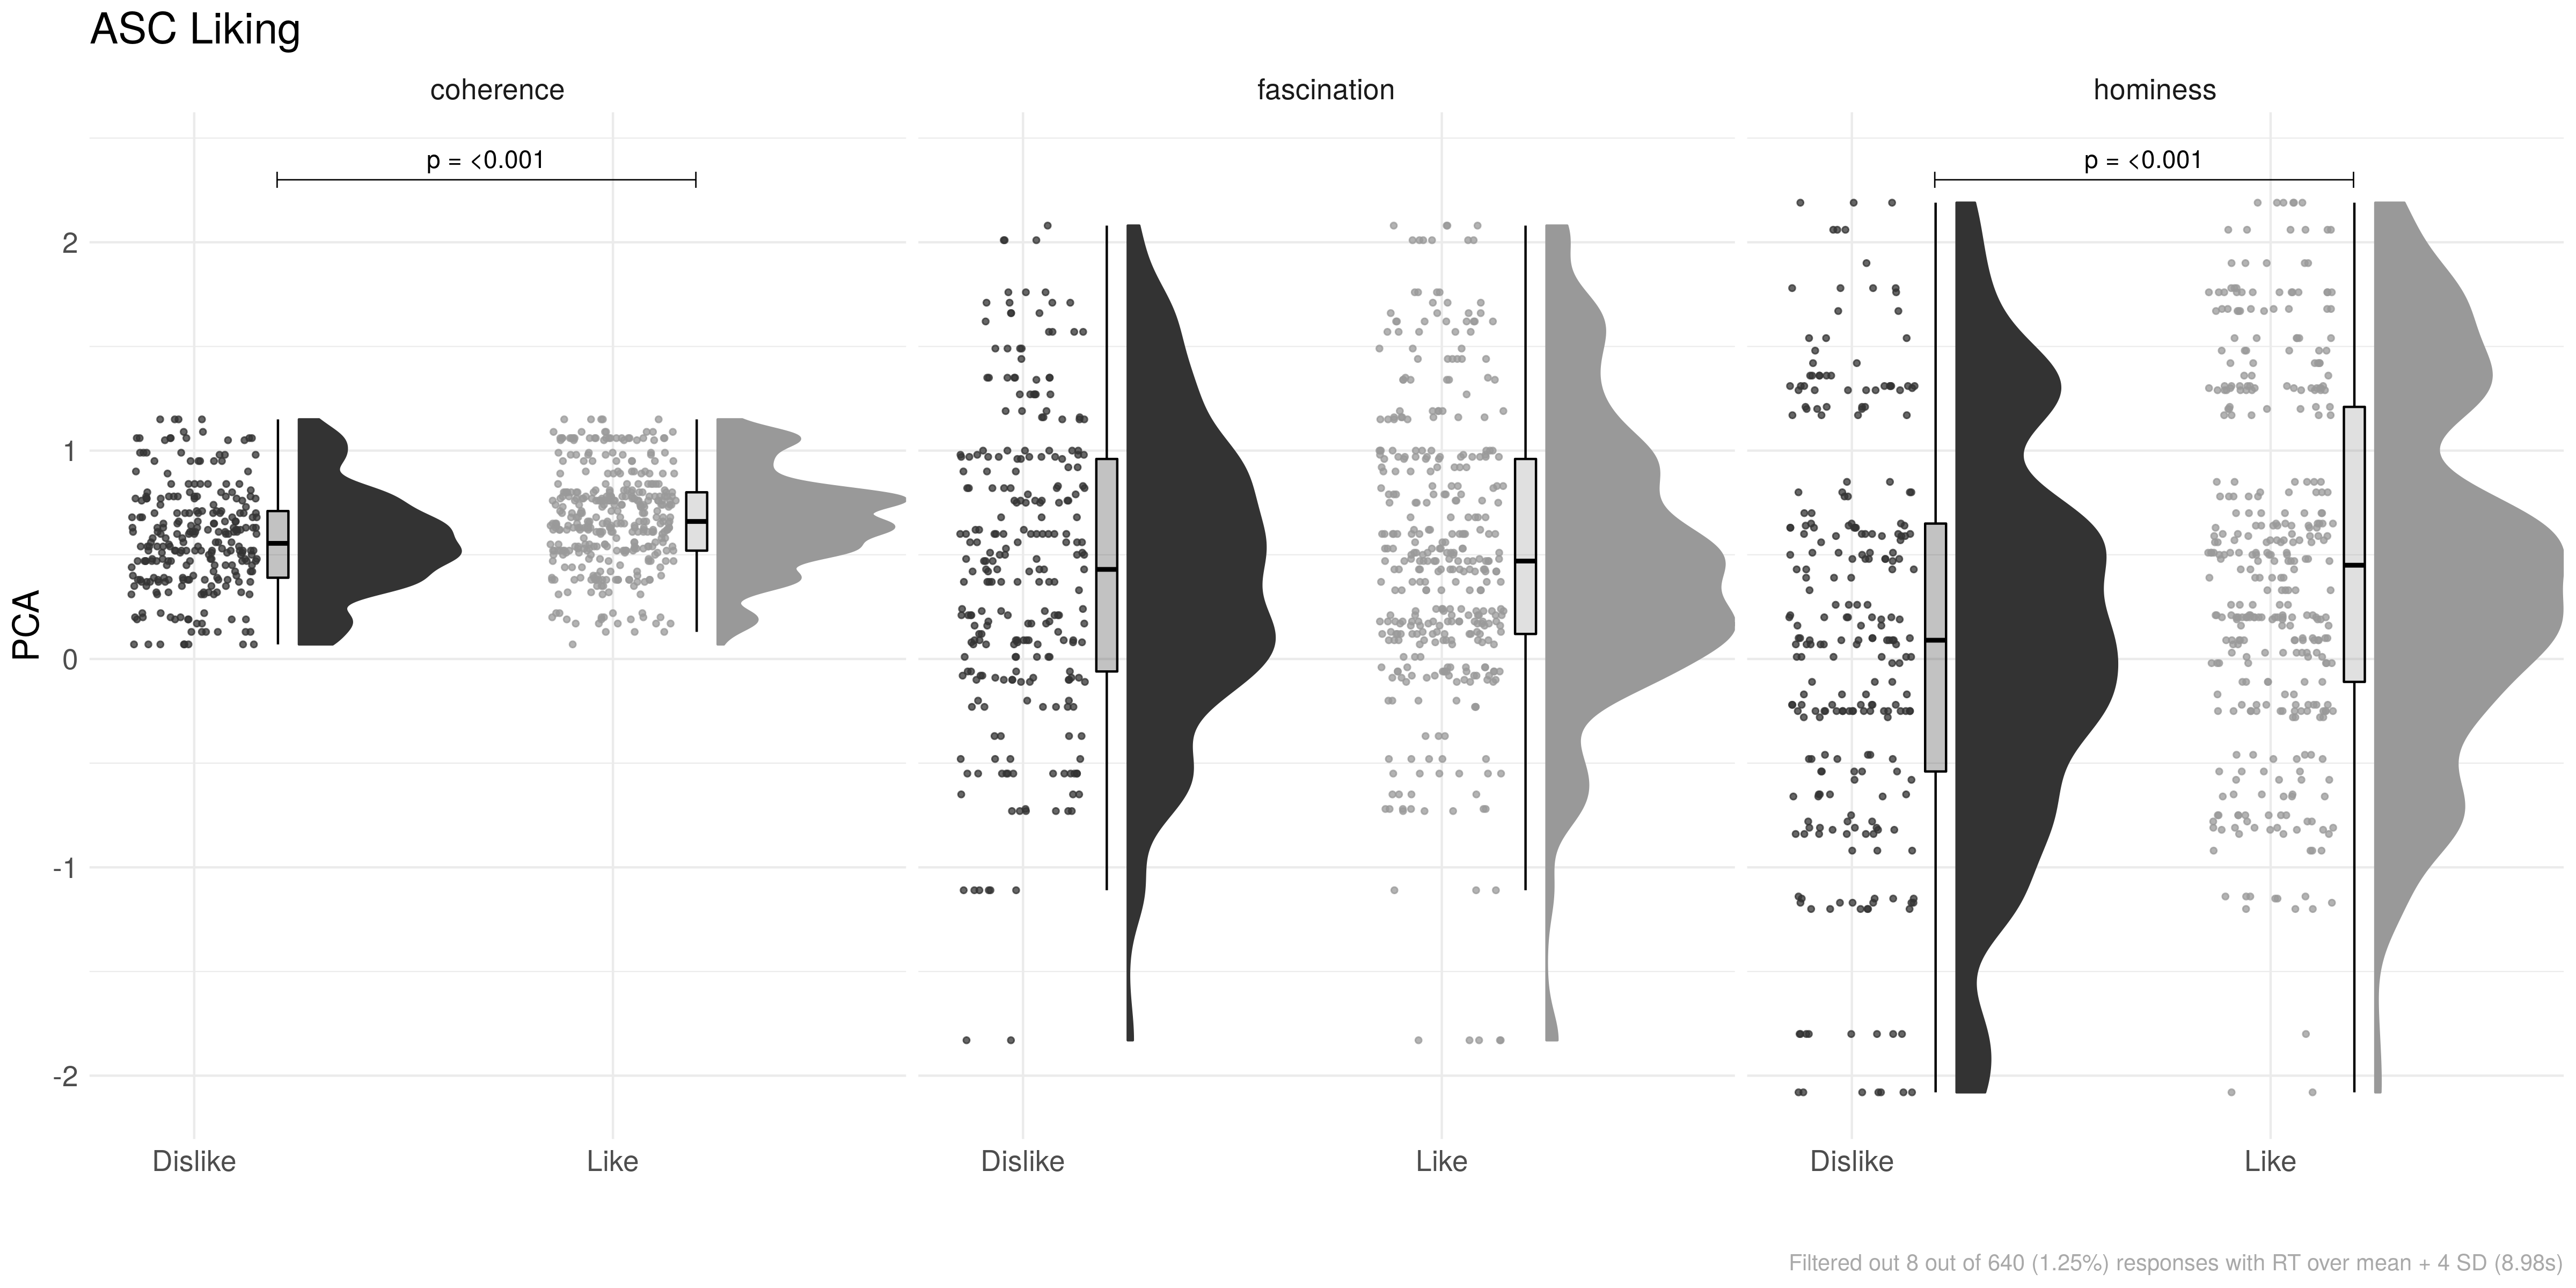 ASC Liking
coherence
fascination
hominess
p = <0.001
p = <0.001
PCA
2
1
0
-1
-2
Dislike
Like
Dislike
Like
Dislike
Like
Filtered out 8 out of 640 (1.25%) responses with RT over mean + 4 SD (8.98s)